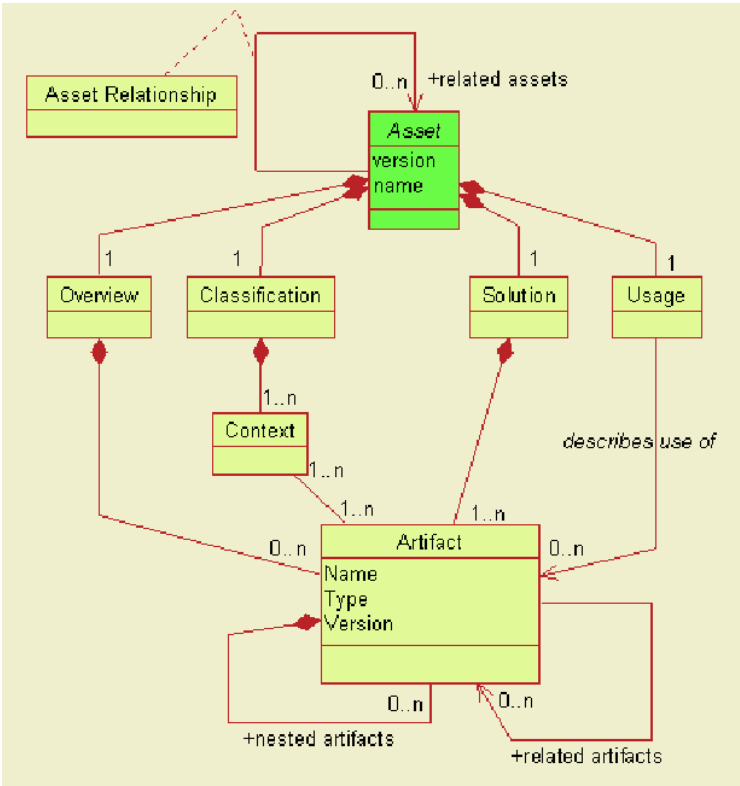 Asset Relationship
0..n
+related assets
Asset
version
name
1
1
1
1
Overview
Classification
Solution
Usage
1..n
Context
describes use of
1..n
1..n
1..n
0..n
0..n
Artifact
Name
Type
Version
0..n
0..n
+nested artifacts
+related artifacts